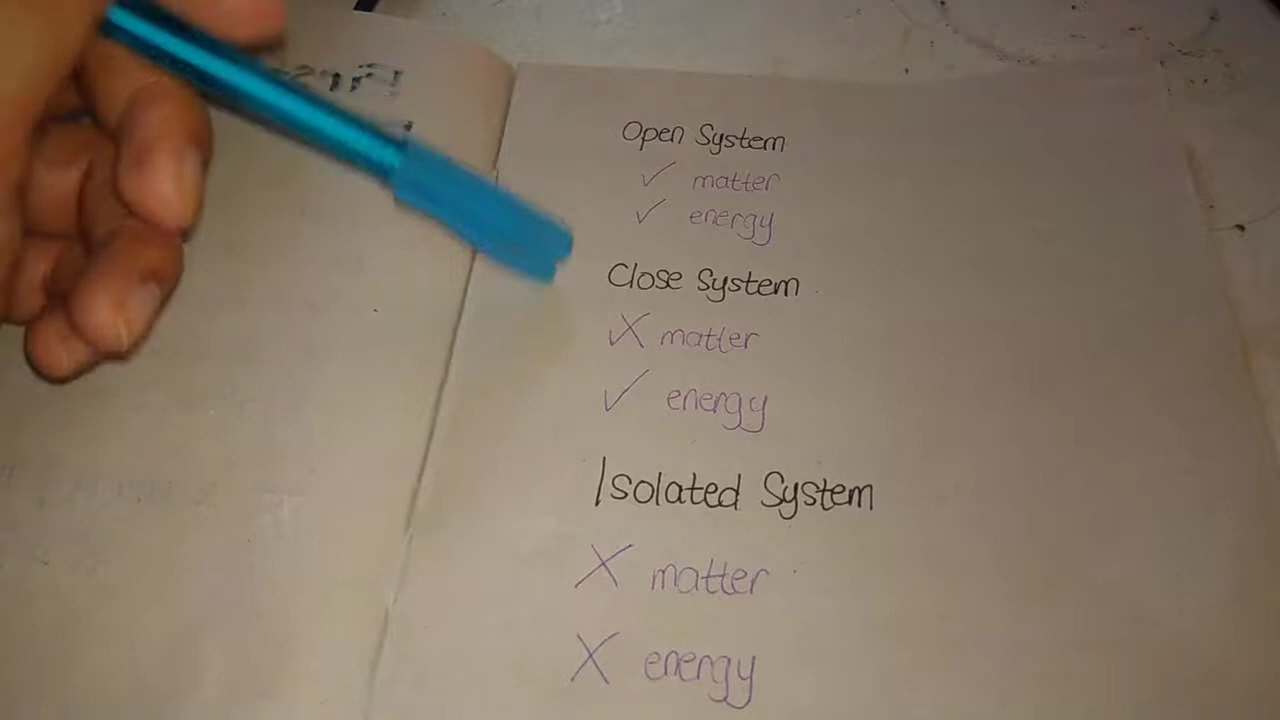 Open System
✓ matter
✓ energy
Close System
X matter
✓ energy
Isolated System
X matter
X energy